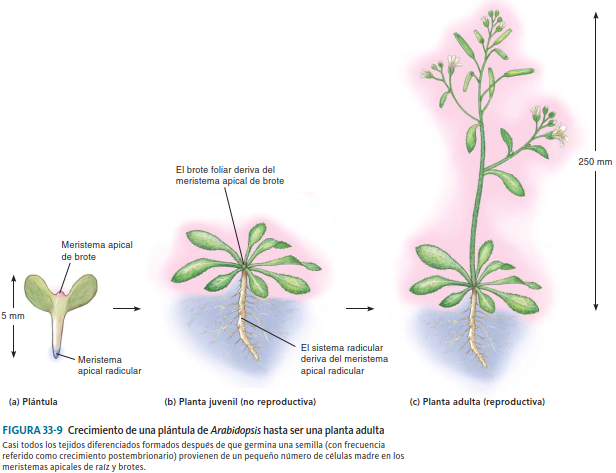 250 mm
El brote foliar deriva del
meristema apical de brote
Meristema apical
de brote
5 mm
Meristema
apical radicular
El sistema radicular
deriva del meristema
apical radicular
(a) Plántula
(b) Planta juvenil (no reproductiva)
(c) Planta adulta (reproductiva)
FIGURA 33-9 Crecimiento de una plántula de Arabidopsis hasta ser una planta adulta
Casi todos los tejidos diferenciados formados después de que germina una semilla (con frecuencia
referido como crecimiento postembrionario) provienen de un pequeño número de células madre en los
meristemas apicales de raíz y brotes.